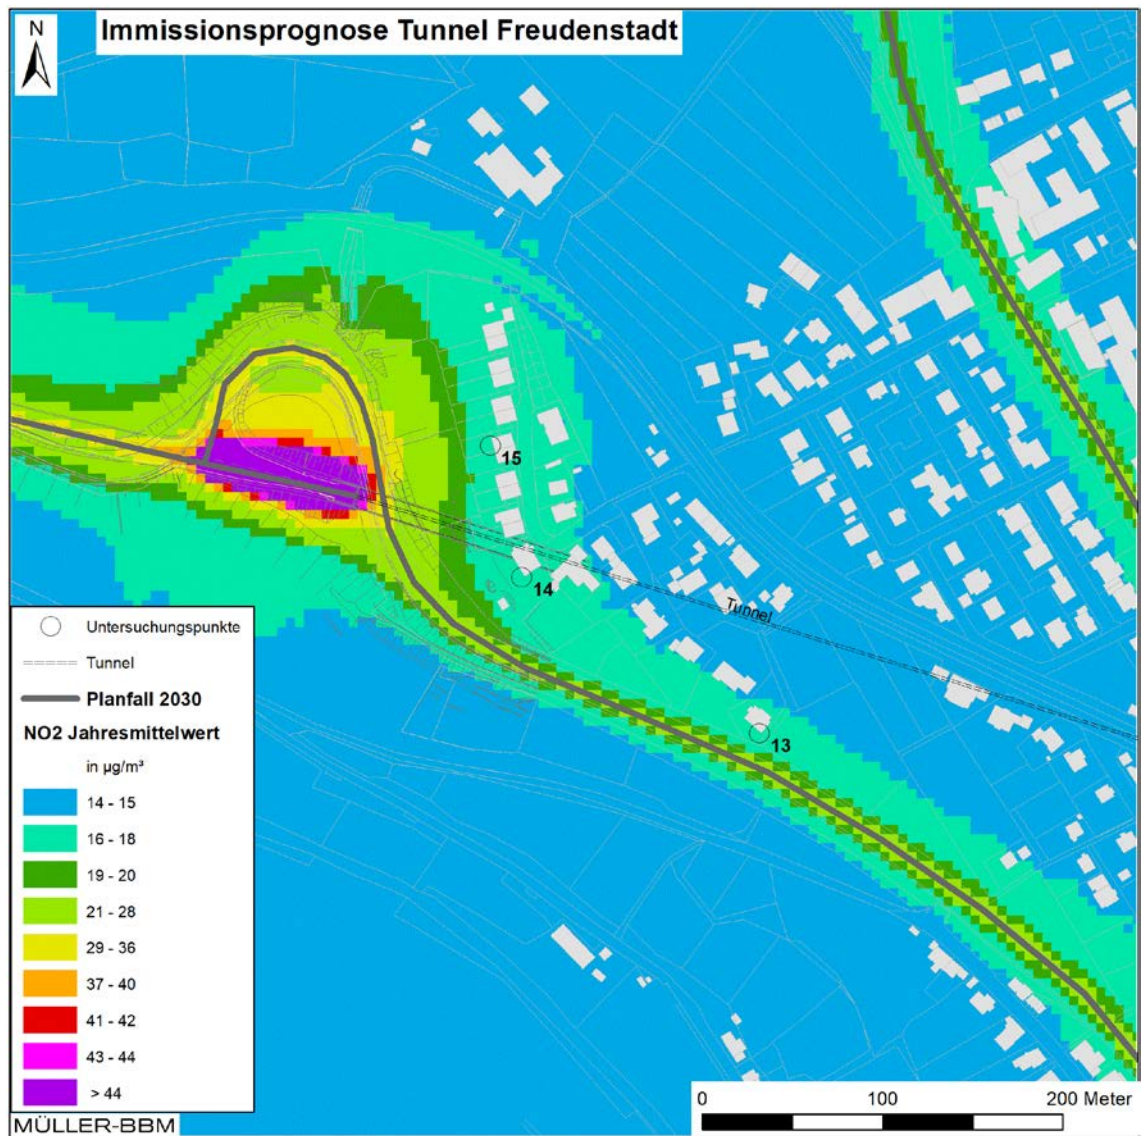 Immissionsprognose Tunnel Freudenstadt
N
15
14
Tunnel
13
Untersuchungspunkte
Tunnel
Planfall 2030
NO2 Jahresmittelwert
in µg/m³
14 - 15
16 - 18
19 - 20
21 - 28
29 - 36
37 - 40
41 - 42
43 - 44
> 44
MÜLLER-BBM
0 100 200 Meter